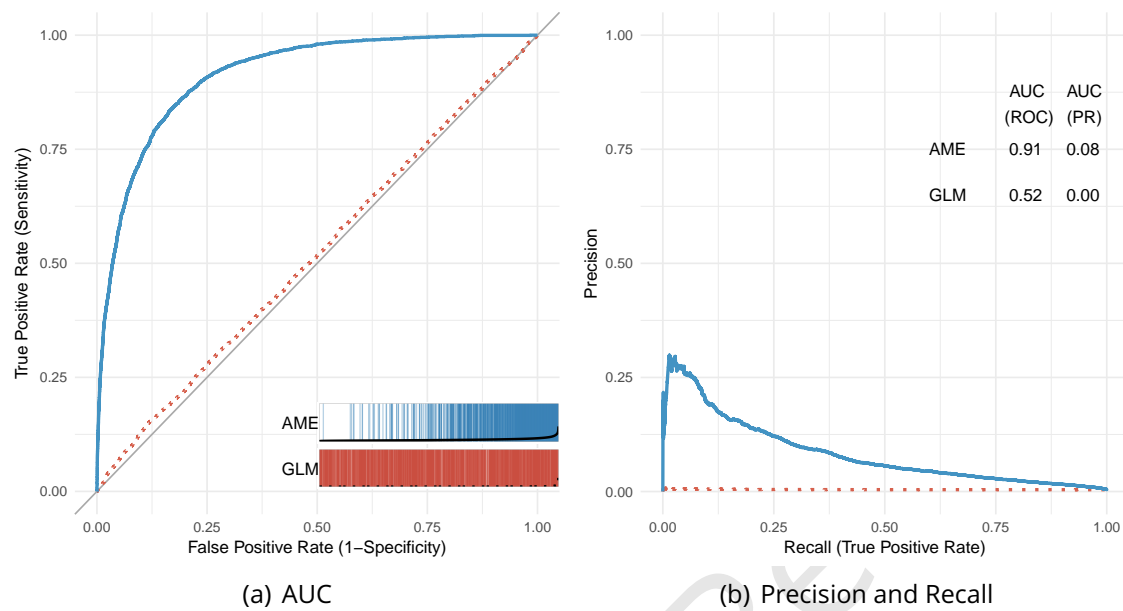 1.00
0.75
0.50
0.25
0.00
True Positive Rate (Sensitivity)
AME
GLM
0.00 0.25 0.50 0.75 1.00
False Positive Rate (1−Specificity)
(a) AUC
1.00
0.75
0.50
0.25
0.00
Precision
AUC AUC
(ROC) (PR)
AME 0.91 0.08
GLM 0.52 0.00
0.00 0.25 0.50 0.75 1.00
Recall (True Positive Rate)
(b) Precision and Recall